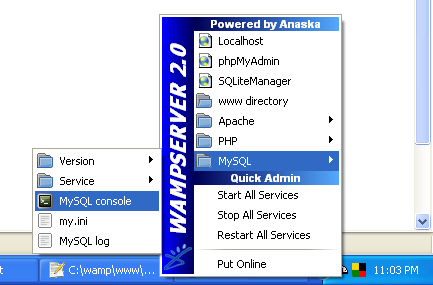 Powered by Anaska
WAMPSERVER 2.0
Localhost
phpMyAdmin
SQLiteManager
www directory
Apache
PHP
MySQL
Quick Admin
Start All Services
Stop All Services
Restart All Services
Put Online
Version
Service
MySQL console
my.ini
MySQL log
t
C:\wamp\www\...
11:03 PM